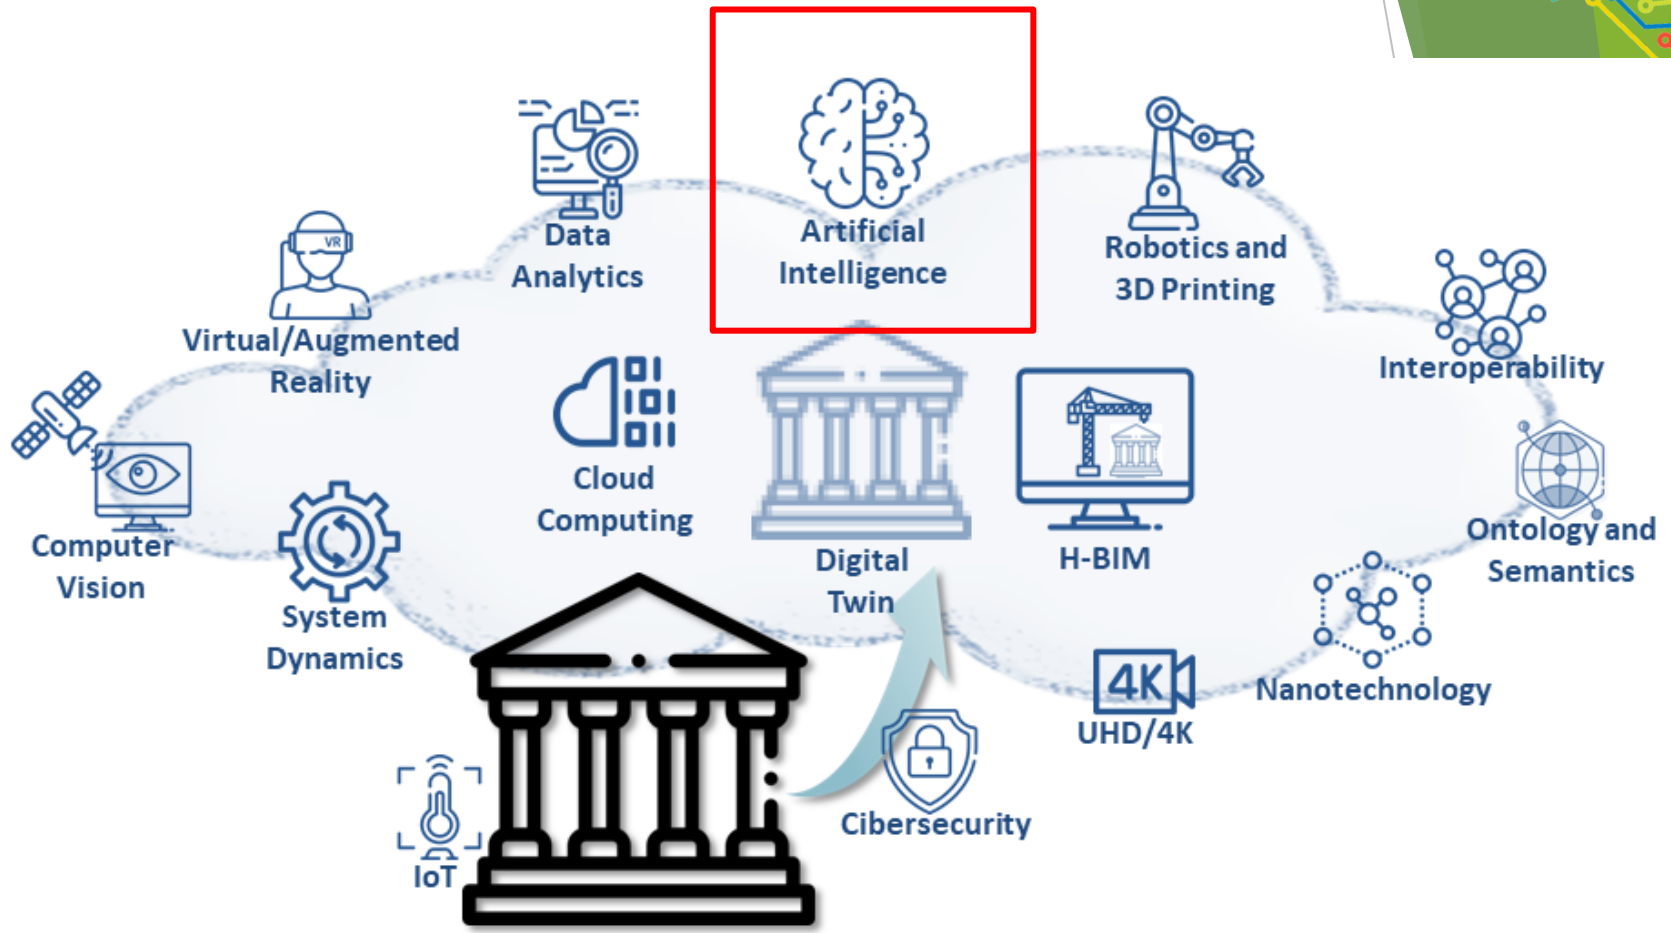 Artificial
Intelligence
Data
Analytics
Robotics and
3D Printing
VR
Virtual/Augmented
Reality
Interoperability
Cloud
Computing
Computer
Vision
System
Dynamics
Digital
Twin
H-BIM
Ontology and
Semantics
Nanotechnology
4K
UHD/4K
Cibersecurity
IoT